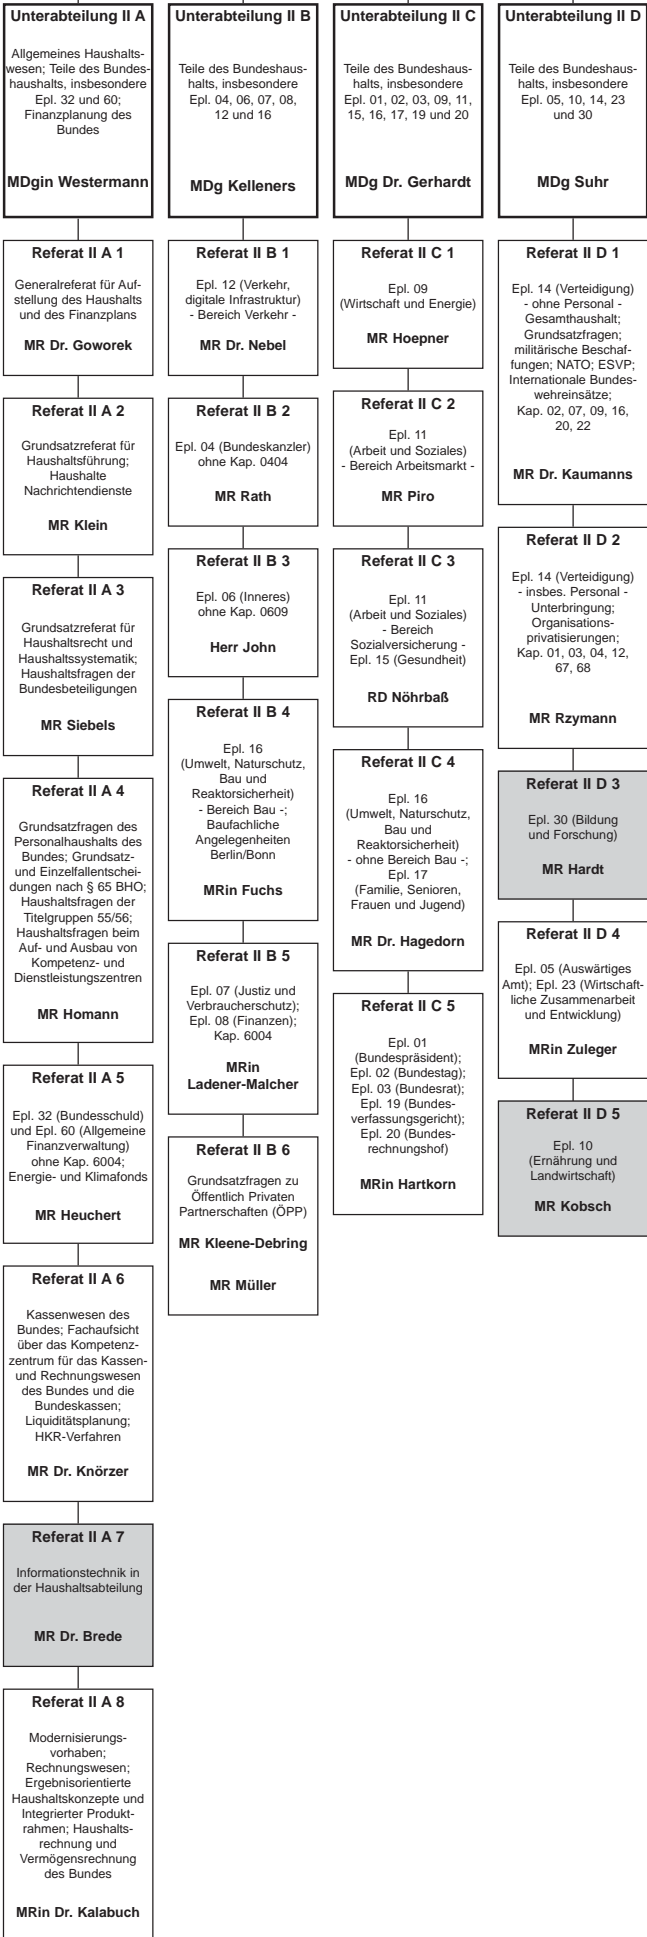 Unterabteilung II A
Allgemeines Haushalts-
wesen; Teile des Bundes-
haushalts, insbesondere
Epl. 32 und 60;
Finanzplanung des
Bundes
MDgin Westermann
Referat II A 1
Generalreferat für Auf-
stellung des Haushalts
und des Finanzplans
MR Dr. Goworek
Referat II A 2
Grundsatzreferat für
Haushaltsführung;
Haushalte
Nachrichtendienste
MR Klein
Referat II A 3
Grundsatzreferat für
Haushaltsrecht und
Haushaltssystematik;
Haushaltsfragen der
Bundesbeteiligungen
MR Siebels
Referat II A 4
Grundsatzfragen des
Personalhaushalts des
Bundes; Grundsatz-
und Einzelfallentschei-
dungen nach § 65 BHO;
Haushaltsfragen der
Titelgruppen 55/56;
Haushaltsfragen beim
Auf- und Ausbau von
Kompetenz- und
Dienstleistungszentren
MR Homann
Referat II A 5
Epl. 32 (Bundesschuld)
und Epl. 60 (Allgemeine
Finanzverwaltung)
ohne Kap. 6004;
Energie- und Klimafonds
MR Heuchert
Referat II A 6
Kassenwesen des
Bundes; Fachaufsicht
über das Kompetenz-
zentrum für das Kassen-
und Rechnungswesen
des Bundes und die
Bundeskassen;
Liquiditätsplanung;
HKR-Verfahren
MR Dr. Knörzer
Referat II A 7
Informationstechnik in
der Haushaltsabteilung
MR Dr. Brede
Referat II A 8
Modernisierungs-
vorhaben;
Rechnungswesen;
Ergebnisorientierte
Haushaltskonzepte und
Integrierter Produkt-
rahmen; Haushalts-
rechnung und
Vermögensrechnung
des Bundes
MRin Dr. Kalabuch
Unterabteilung II B
Teile des Bundeshaus-
halts, insbesondere
Epl. 04, 06, 07, 08,
12 und 16
MDg Kelleners
Referat II B 1
Epl. 12 (Verkehr,
digitale Infrastruktur)
- Bereich Verkehr -
MR Dr. Nebel
Referat II B 2
Epl. 04 (Bundeskanzler)
ohne Kap. 0404
MR Rath
Referat II B 3
Epl. 06 (Inneres)
ohne Kap. 0609
Herr John
Referat II B 4
Epl. 16
(Umwelt, Naturschutz,
Bau und
Reaktorsicherheit)
- Bereich Bau -;
Baufachliche
Angelegenheiten
Berlin/Bonn
MRin Fuchs
Referat II B 5
Epl. 07 (Justiz und
Verbraucherschutz);
Epl. 08 (Finanzen);
Kap. 6004
MRin
Ladener-Malcher
Referat II B 6
Grundsatzfragen zu
Öffentlich Privaten
Partnerschaften (ÖPP)
MR Kleene-Debring
MR Müller
Unterabteilung II C
Teile des Bundeshaus-
halts, insbesondere
Epl. 01, 02, 03, 09, 11,
15, 16, 17, 19 und 20
MDg Dr. Gerhardt
Referat II C 1
Epl. 09
(Wirtschaft und Energie)
MR Hoepner
Referat II C 2
Epl. 11
(Arbeit und Soziales)
- Bereich Arbeitsmarkt -
MR Piro
Referat II C 3
Epl. 11
(Arbeit und Soziales)
- Bereich
Sozialversicherung -
Epl. 15 (Gesundheit)
RD Nöhrbaß
Referat II C 4
Epl. 16
(Umwelt, Naturschutz,
Bau und
Reaktorsicherheit)
- ohne Bereich Bau -;
Epl. 17
(Familie, Senioren,
Frauen und Jugend)
MR Dr. Hagedorn
Referat II C 5
Epl. 01
(Bundespräsident);
Epl. 02 (Bundestag);
Epl. 03 (Bundesrat);
Epl. 19 (Bundes-
verfassungsgericht);
Epl. 20 (Bundes-
rechnungshof)
MRin Hartkorn
Unterabteilung II D
Teile des Bundeshaus-
halts, insbesondere
Epl. 05, 10, 14, 23
und 30
MDg Suhr
Referat II D 1
Epl. 14 (Verteidigung)
- ohne Personal -
Gesamthaushalt;
Grundsatzfragen;
militärische Beschaf-
fungen; NATO; ESVP;
Internationale Bundes-
wehreinsätze;
Kap. 02, 07, 09, 16,
20, 22
MR Dr. Kaumanns
Referat II D 2
Epl. 14 (Verteidigung)
- insbes. Personal -
Unterbringung;
Organisations-
privatisierungen;
Kap. 01, 03, 04, 12,
67, 68
MR Rzymann
Referat II D 3
Epl. 30 (Bildung
und Forschung)
MR Hardt
Referat II D 4
Epl. 05 (Auswärtiges
Amt); Epl. 23 (Wirtschaft-
liche Zusammenarbeit
und Entwicklung)
MRin Zuleger
Referat II D 5
Epl. 10
(Ernährung und
Landwirtschaft)
MR Kobsch